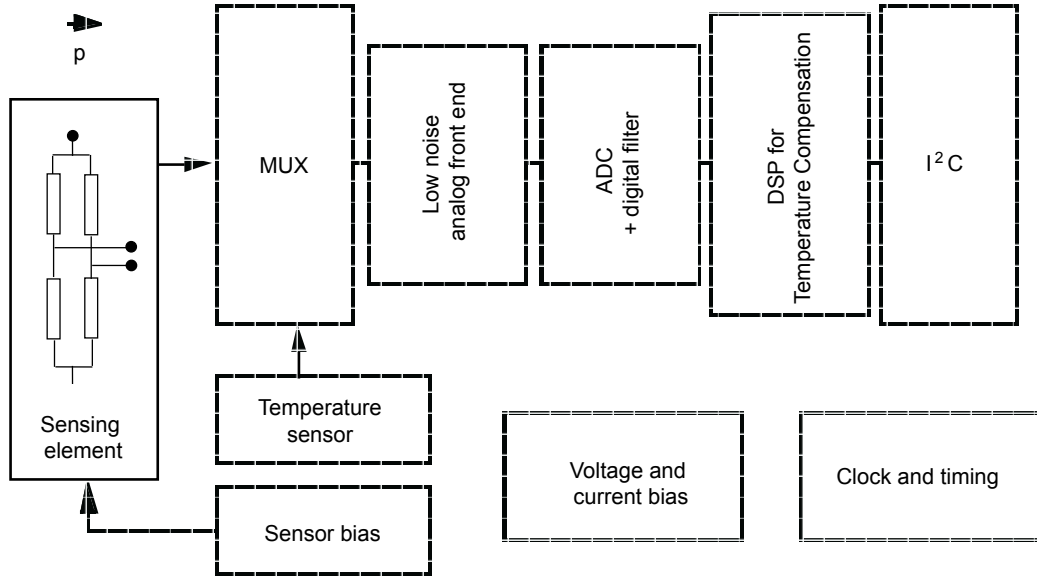 p
MUX
Low noise
analog front end
ADC
+ digital filter
DSP for
Temperature Compensation
I²C
Sensing
element
Temperature
sensor
Sensor bias
Voltage and
current bias
Clock and timing